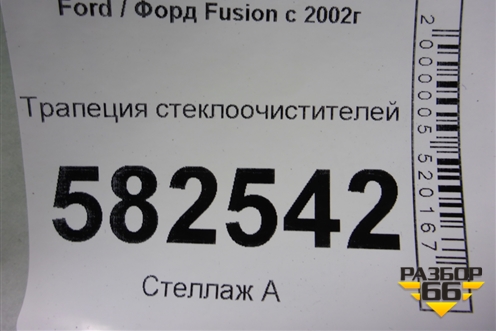 Ford / Форд Fusion с 2002г
Трапеция стеклоочистителей
582542
Стеллаж А
2000005520167
РАЗБОР
66